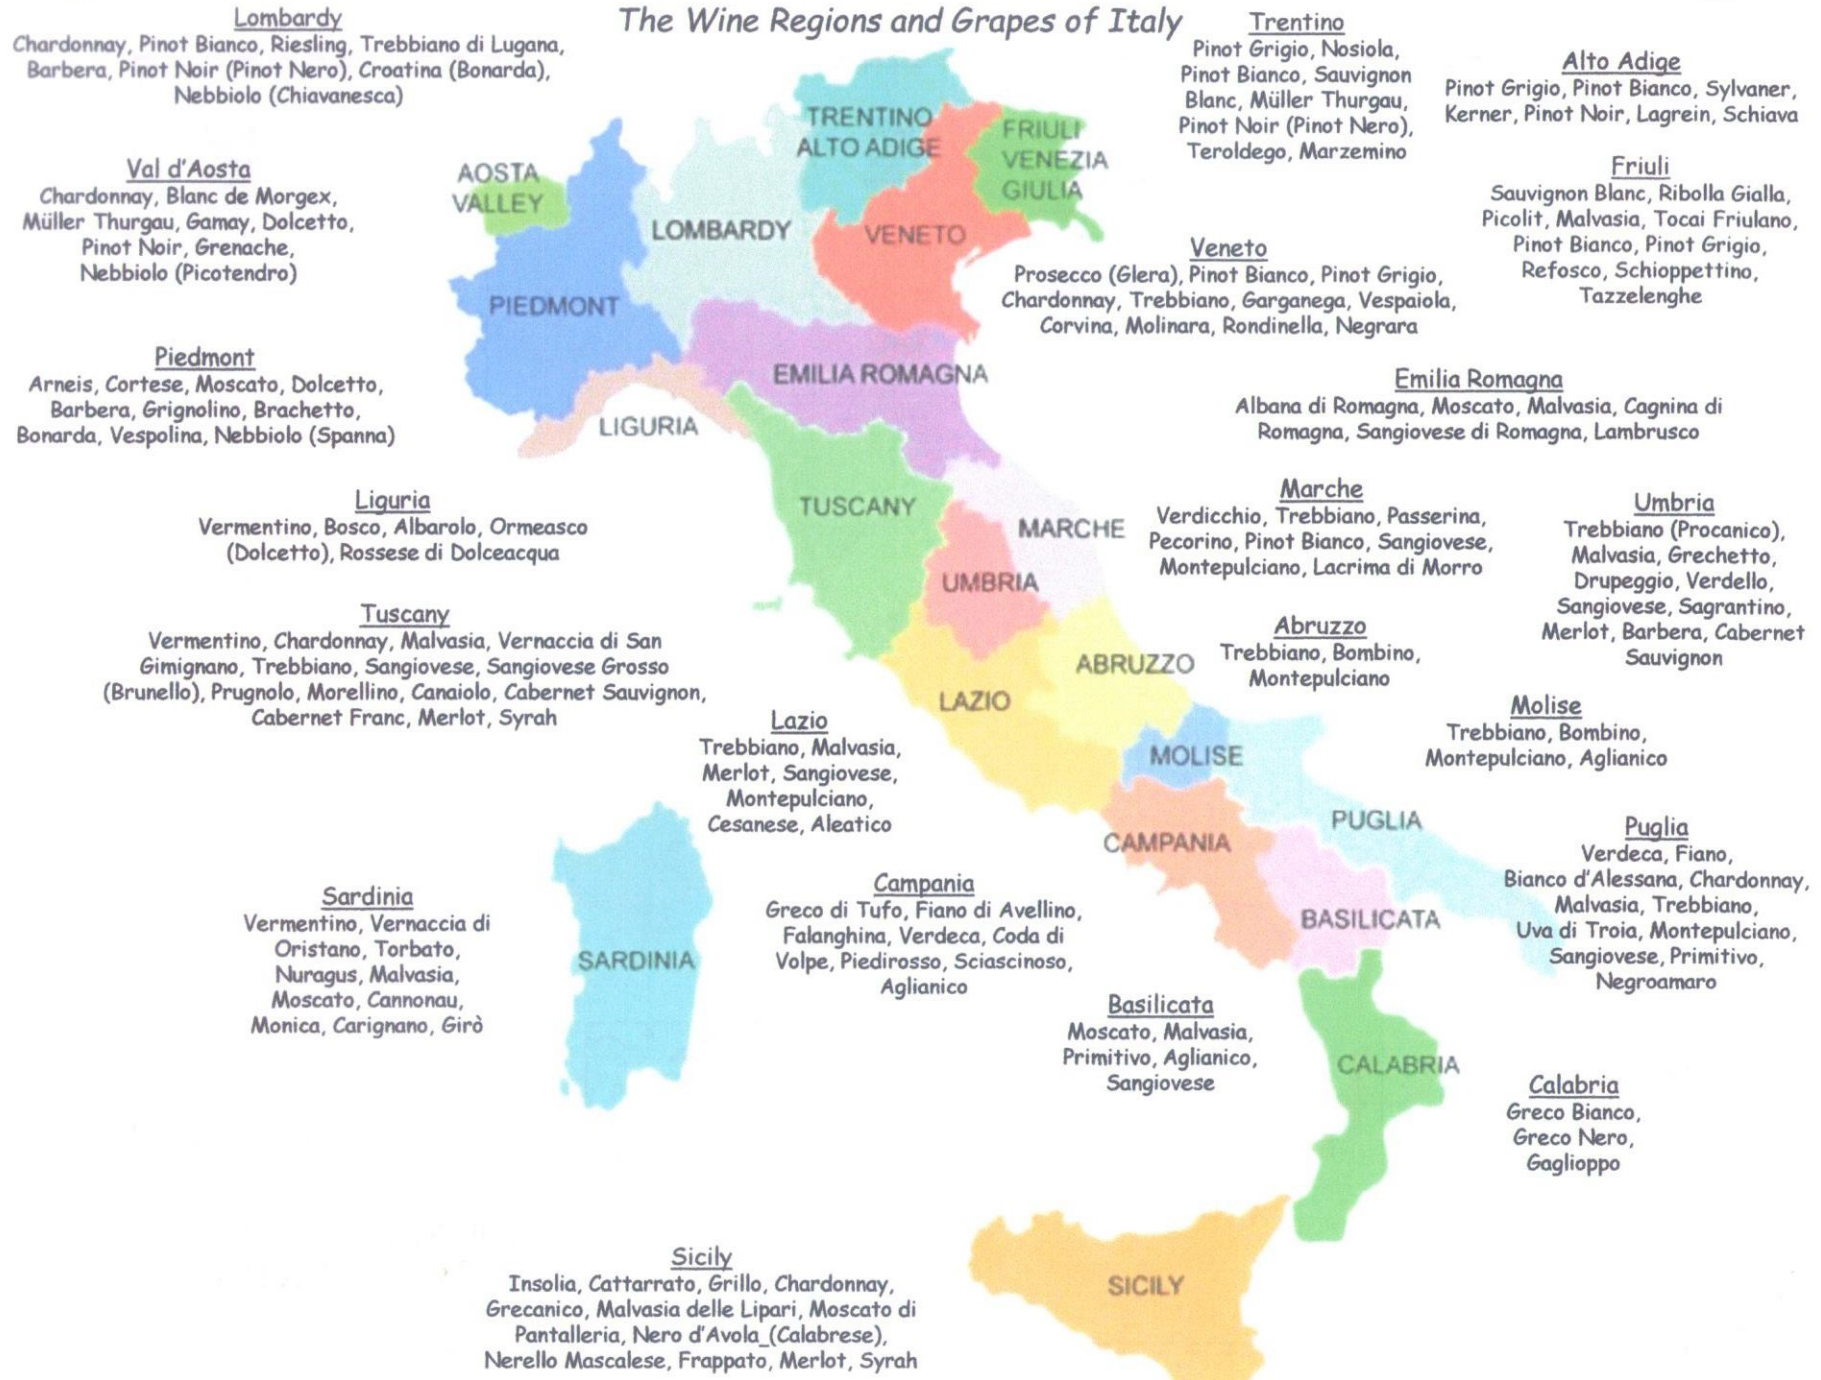 The Wine Regions and Grapes of Italy
Lombardy
Chardonnay, Pinot Bianco, Riesling, Trebbiano di Lugana,
Barbera, Pinot Noir (Pinot Nero), Croatina (Bonarda),
Nebbiolo (Chiavanesca)
Trentino
Pinot Grigio, Nosiola,
Pinot Bianco, Sauvignon
Blanc, Müller Thurgau,
Pinot Noir (Pinot Nero),
Teroldego, Marzemino
Alto Adige
Pinot Grigio, Pinot Bianco, Sylvaner,
Kerner, Pinot Noir, Lagrein, Schiava
Val d'Aosta
Chardonnay, Blanc de Morgex,
Müller Thurgau, Gamay, Dolcetto,
Pinot Noir, Grenache,
Nebbiolo (Picotendro)
Friuli
Sauvignon Blanc, Ribolla Gialla,
Picolit, Malvasia, Tocai Friulano,
Pinot Bianco, Pinot Grigio,
Refosco, Schioppettino,
Tazzelenghe
Veneto
Prosecco (Glera), Pinot Bianco, Pinot Grigio,
Chardonnay, Trebbiano, Garganega, Vespaiola,
Corvina, Molinara, Rondinella, Negrara
Piedmont
Arneis, Cortese, Moscato, Dolcetto,
Barbera, Grignolino, Brachetto,
Bonarda, Vespolina, Nebbiolo (Spanna)
Emilia Romagna
Albana di Romagna, Moscato, Malvasia, Cagnina di
Romagna, Sangiovese di Romagna, Lambrusco
Liguria
Vermentino, Bosco, Albarolo, Ormeasco
(Dolcetto), Rossese di Dolceacqua
Marche
Verdicchio, Trebbiano, Passerina,
Pecorino, Pinot Bianco, Sangiovese,
Montepulciano, Lacrima di Morro
Umbria
Trebbiano (Procanico),
Malvasia, Grechetto,
Drupeggio, Verdello,
Sangiovese, Sagrantino,
Merlot, Barbera, Cabernet
Sauvignon
Tuscany
Vermentino, Chardonnay, Malvasia, Vernaccia di San
Gimignano, Trebbiano, Sangiovese, Sangiovese Grosso
(Brunello), Prugnolo, Morellino, Canaiolo, Cabernet Sauvignon,
Cabernet Franc, Merlot, Syrah
Abruzzo
Trebbiano, Bombino,
Montepulciano
Molise
Trebbiano, Bombino,
Montepulciano, Aglianico
Lazio
Trebbiano, Malvasia,
Merlot, Sangiovese,
Montepulciano,
Cesanese, Aleatico
Puglia
Verdeca, Fiano,
Bianco d'Alessana, Chardonnay,
Malvasia, Trebbiano,
Uva di Troia, Montepulciano,
Sangiovese, Primitivo,
Negroamaro
Sardinia
Vermentino, Vernaccia di
Oristano, Torbato,
Nuragus, Malvasia,
Moscato, Cannonau,
Monica, Carignano, Girò
Campania
Greco di Tufo, Fiano di Avellino,
Falanghina, Verdeca, Coda di
Volpe, Piedirosso, Sciascinoso,
Aglianico
Basilicata
Moscato, Malvasia,
Primitivo, Aglianico,
Sangiovese
Calabria
Greco Bianco,
Greco Nero,
Gaglioppo
Sicily
Insolia, Cattarrato, Grillo, Chardonnay,
Grecanico, Malvasia delle Lipari, Moscato di
Pantalleria, Nero d'Avola_(Calabrese),
Nerello Mascalese, Frappato, Merlot, Syrah
TRENTINO
ALTO ADIGE
FRIULI
VENEZIA
GIULIA
AOSTA
VALLEY
LOMBARDY
VENETO
PIEDMONT
EMILIA ROMAGNA
LIGURIA
TUSCANY
MARCHE
UMBRIA
ABRUZZO
LAZIO
MOLISE
PUGLIA
CAMPANIA
BASILICATA
SARDINIA
CALABRIA
SICILY